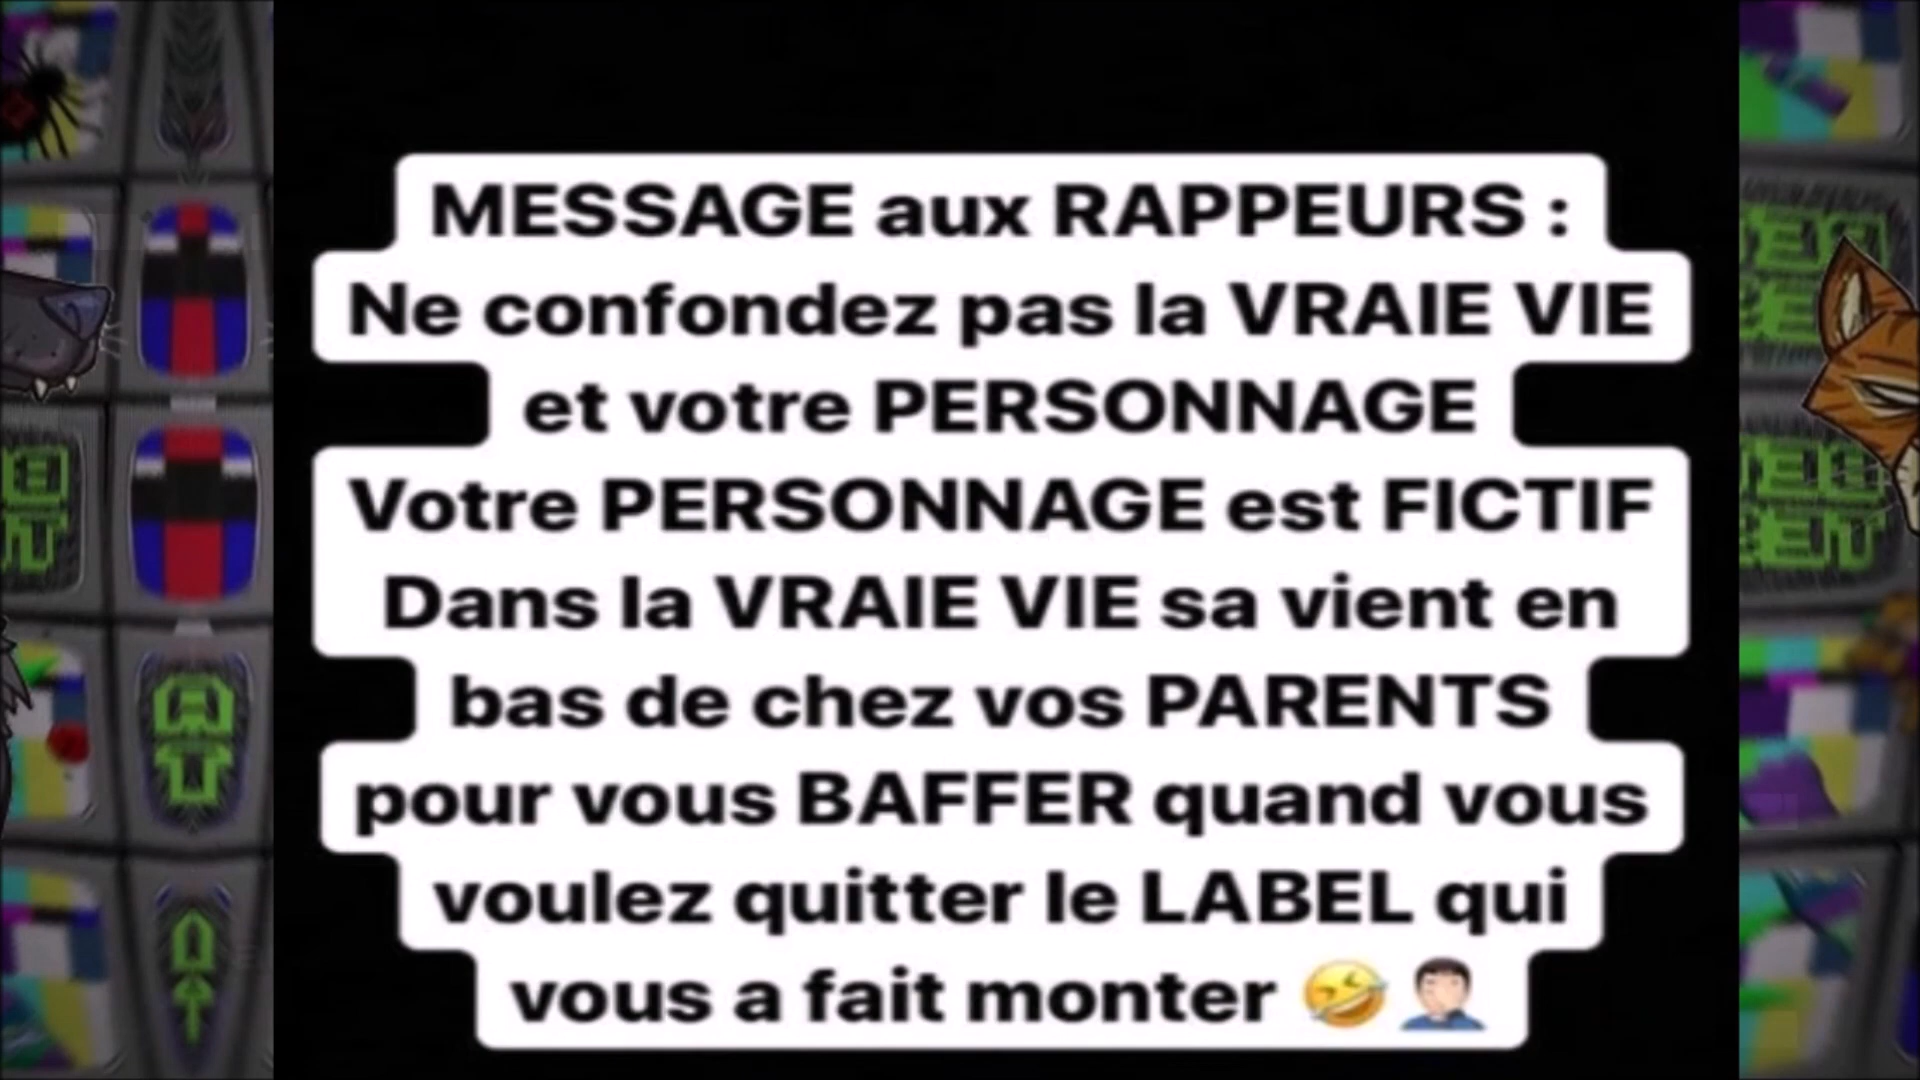 MESSAGE aux RAPPEURS :
Ne confondez pas la VRAIE VIE
et votre PERSONNAGE
Votre PERSONNAGE est FICTIF
Dans la VRAIE VIE sa vient en
bas de chez vos PARENTS
pour vous BAFFER quand vous
voulez quitter le LABEL qui
vous a fait monter 🤣 🤦🏻‍♂️